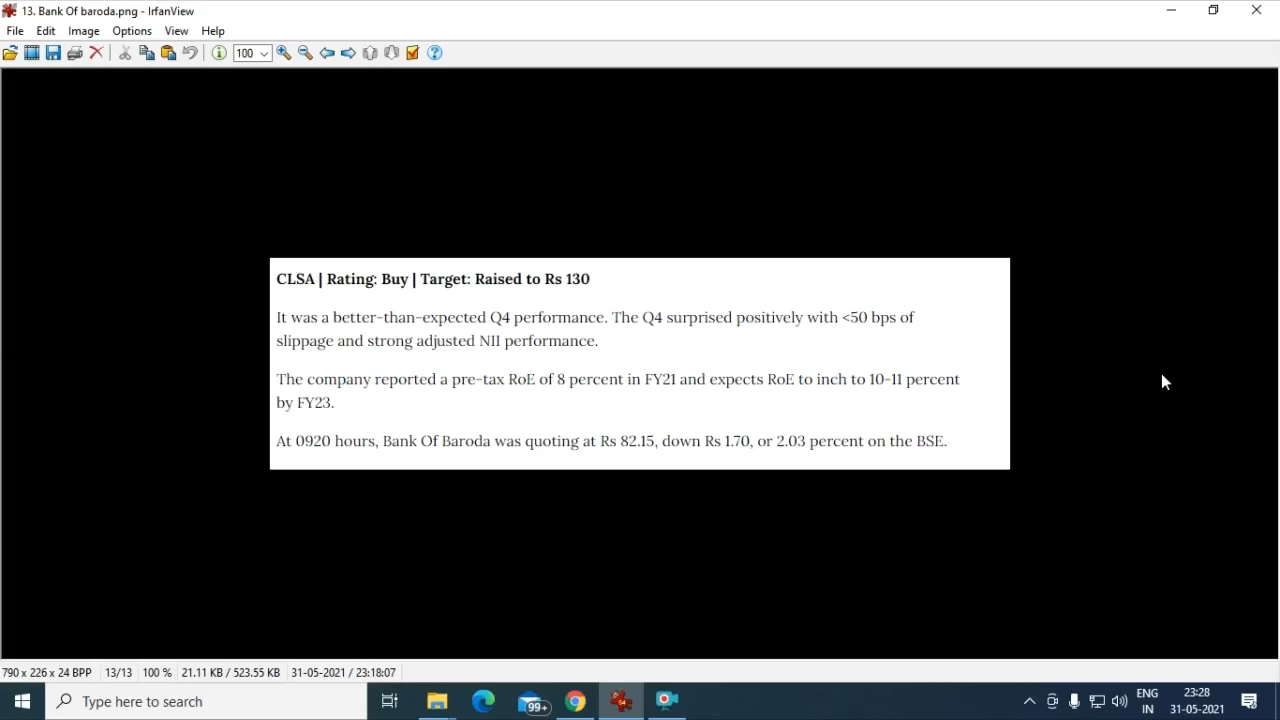 13. Bank Of baroda.png - IrfanView
File Edit Image Options View Help
100
CLSA | Rating: Buy | Target: Raised to Rs 130
It was a better-than-expected Q4 performance. The Q4 surprised positively with <50 bps of
slippage and strong adjusted NII performance.
The company reported a pre-tax RoE of 8 percent in FY21 and expects RoE to inch to 10-11 percent
by FY23.
At 0920 hours, Bank Of Baroda was quoting at Rs 82.15, down Rs 1.70, or 2.03 percent on the BSE.
790 x 226 x 24 BPP 13/13 100 % 21.11 KB / 523.55 KB 31-05-2021 / 23:18:07
Type here to search
99+
ENG
IN
23:28
31-05-2021